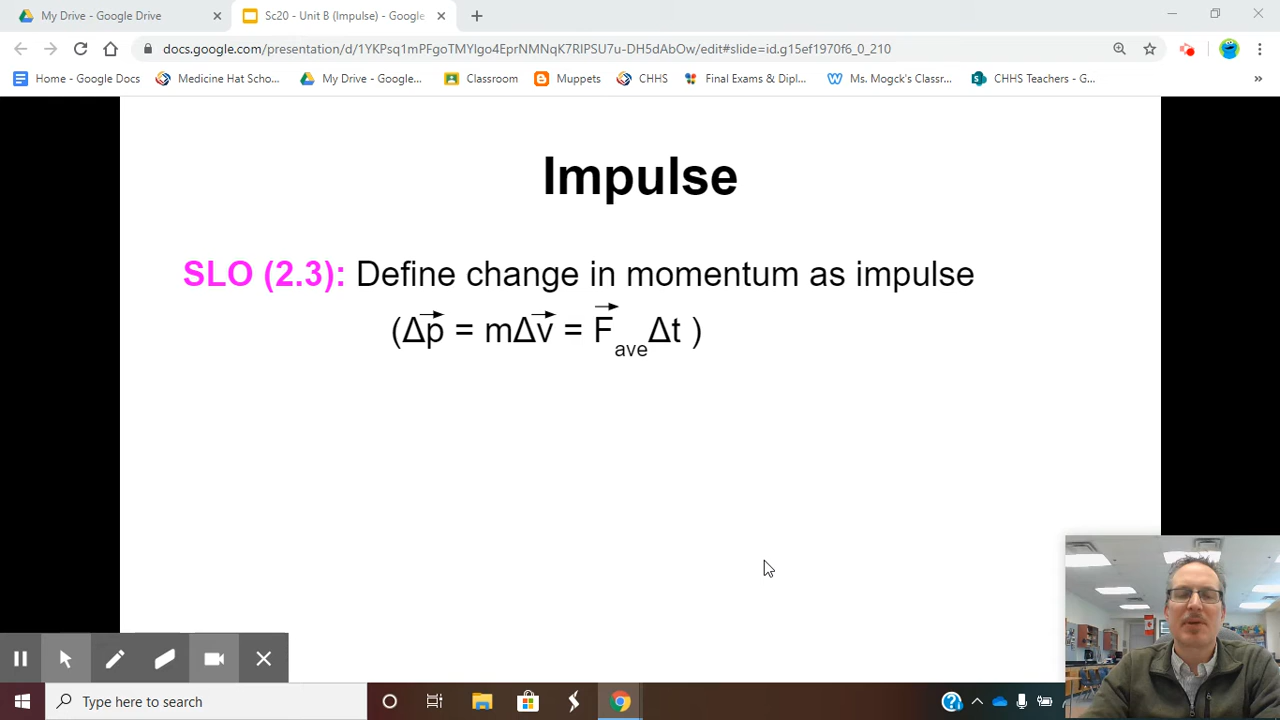 My Drive - Google Drive
Sc20 - Unit B (Impulse) - Google
docs.google.com/presentation/d/1YKPsq1mPFgoTMYlgo4EprNMNqK7RIPSU7u-DH5dAbOw/edit#slide=id.g15ef1970f6_0_210
Home - Google Docs
Medicine Hat Scho...
My Drive - Google...
Classroom
Muppets
CHHS
Final Exams & Dipl...
Ms. Mogck's Classr...
CHHS Teachers - G...
»
Impulse
SLO (2.3): Define change in momentum as impulse
(Δp⃗ = mΔv⃗ = F⃗ave Δt )
Type here to search